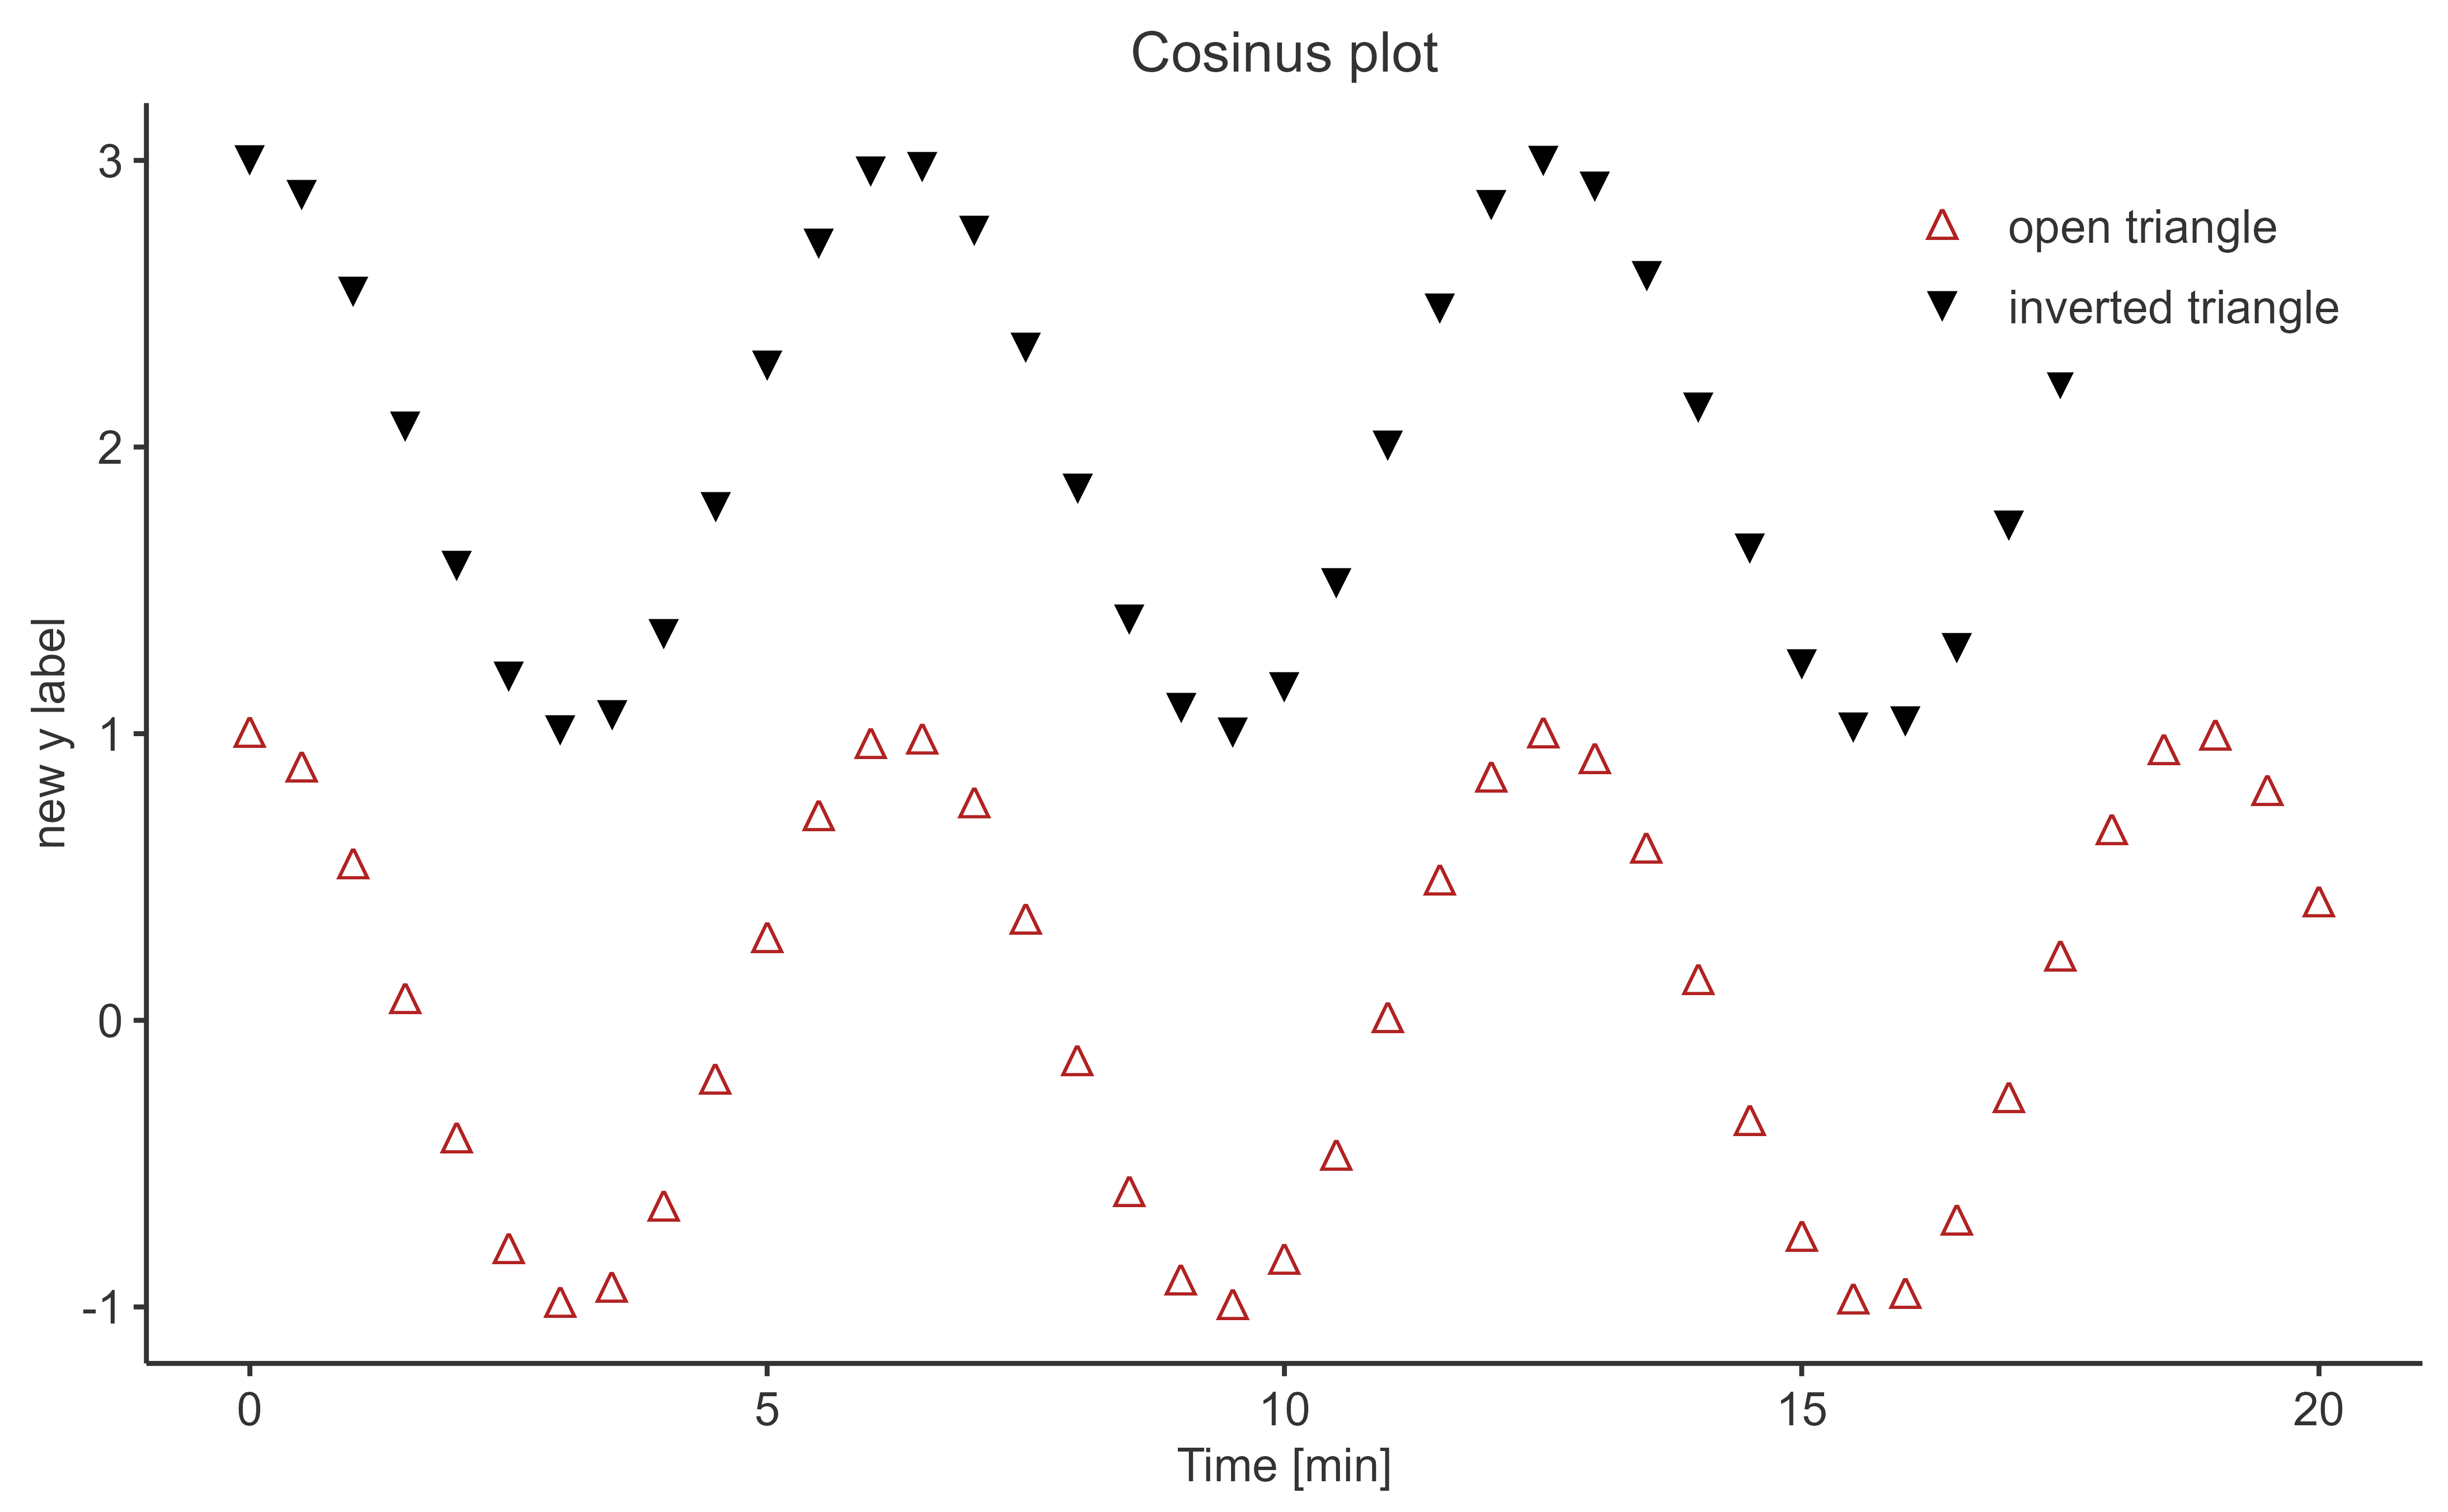 Cosinus plot
3
2
1
0
-1
new y label
open triangle
inverted triangle
0 5 10 15 20
Time [min]